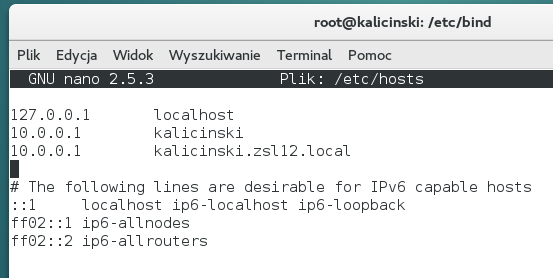 root@kalicinski: /etc/bind
Plik Edycja Widok Wyszukiwanie Terminal Pomoc
GNU nano 2.5.3 Plik: /etc/hosts
127.0.0.1 localhost
10.0.0.1 kalicinski
10.0.0.1 kalicinski.zsl12.local
# The following lines are desirable for IPv6 capable hosts
::1 localhost ip6-localhost ip6-loopback
ff02::1 ip6-allnodes
ff02::2 ip6-allrouters